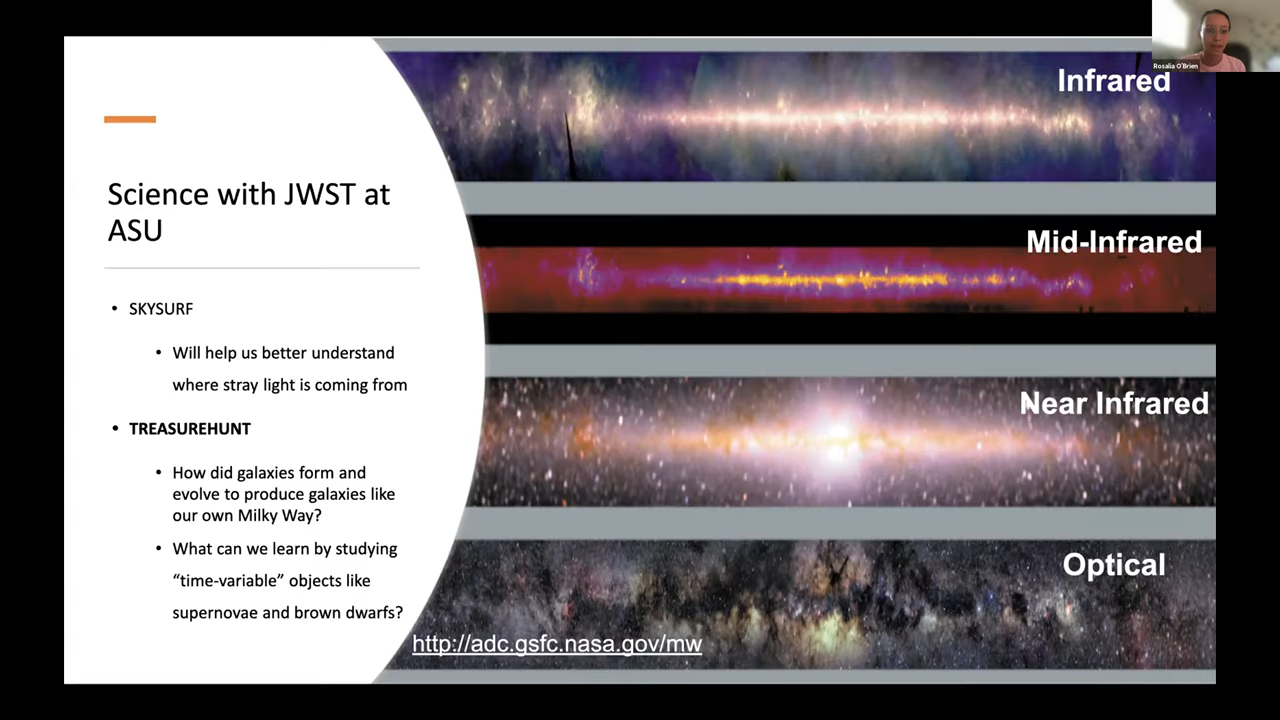 Science with JWST at
ASU
• SKYSURF
• Will help us better understand
where stray light is coming from
• TREASUREHUNT
• How did galaxies form and
evolve to produce galaxies like
our own Milky Way?
• What can we learn by studying
“time-variable” objects like
supernovae and brown dwarfs?
Rosalia O'Brien
Infrared
Mid-Infrared
Near Infrared
Optical
http://adc.gsfc.nasa.gov/mw